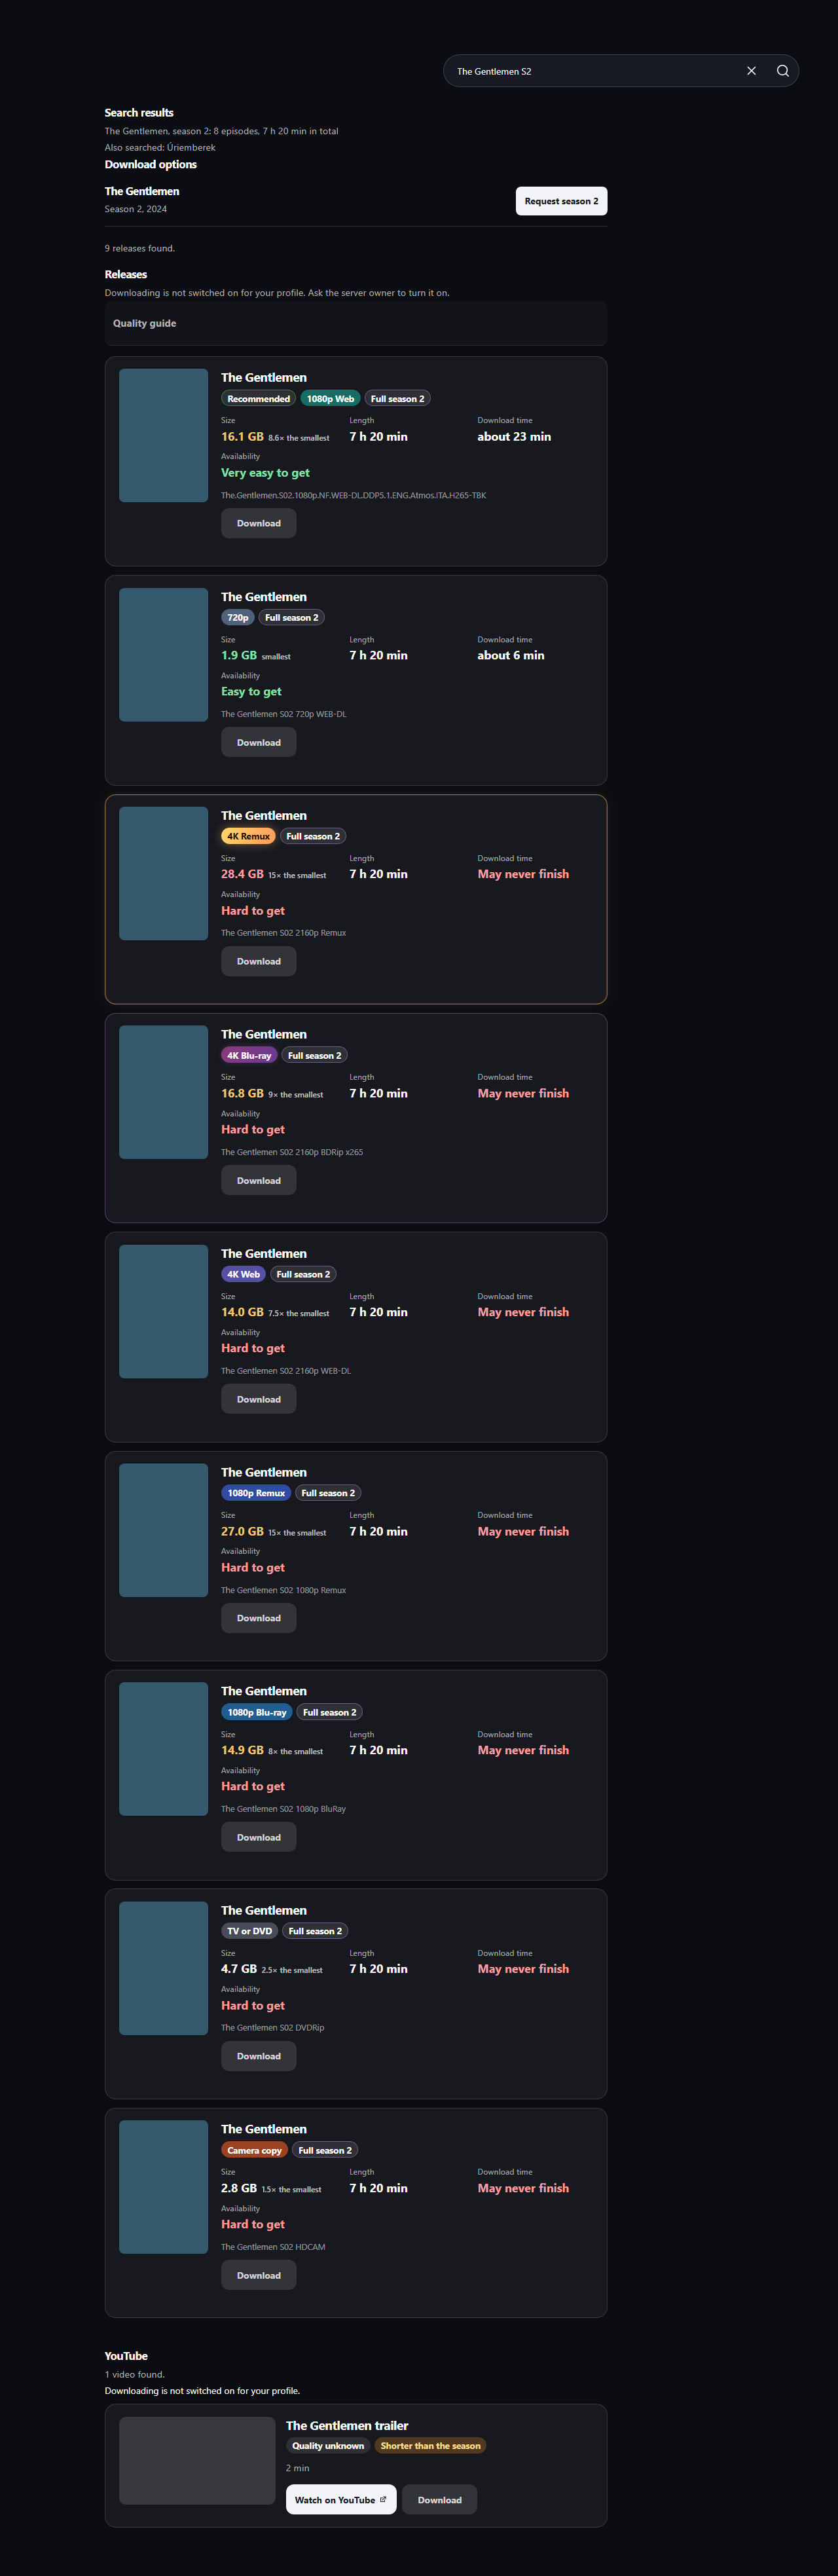 The Gentlemen S2
Search results
The Gentlemen, season 2: 8 episodes, 7 h 20 min in total
Also searched: Úriemberek
Download options
The Gentlemen
Season 2, 2024
Request season 2
9 releases found.
Releases
Downloading is not switched on for your profile. Ask the server owner to turn it on.
Quality guide
The Gentlemen
Recommended 1080p Web Full season 2
Size Length Download time
16.1 GB 8.6× the smallest 7 h 20 min about 23 min
Availability
Very easy to get
The.Gentlemen.S02.1080p.NF.WEB-DL.DDP5.1.ENG.Atmos.ITA.H265-TBK
Download
The Gentlemen
720p Full season 2
Size Length Download time
1.9 GB smallest 7 h 20 min about 6 min
Availability
Easy to get
The Gentlemen S02 720p WEB-DL
Download
The Gentlemen
4K Remux Full season 2
Size Length Download time
28.4 GB 15× the smallest 7 h 20 min May never finish
Availability
Hard to get
The Gentlemen S02 2160p Remux
Download
The Gentlemen
4K Blu-ray Full season 2
Size Length Download time
16.8 GB 9× the smallest 7 h 20 min May never finish
Availability
Hard to get
The Gentlemen S02 2160p BDRip x265
Download
The Gentlemen
4K Web Full season 2
Size Length Download time
14.0 GB 7.5× the smallest 7 h 20 min May never finish
Availability
Hard to get
The Gentlemen S02 2160p WEB-DL
Download
The Gentlemen
1080p Remux Full season 2
Size Length Download time
27.0 GB 15× the smallest 7 h 20 min May never finish
Availability
Hard to get
The Gentlemen S02 1080p Remux
Download
The Gentlemen
1080p Blu-ray Full season 2
Size Length Download time
14.9 GB 8× the smallest 7 h 20 min May never finish
Availability
Hard to get
The Gentlemen S02 1080p BluRay
Download
The Gentlemen
TV or DVD Full season 2
Size Length Download time
4.7 GB 2.5× the smallest 7 h 20 min May never finish
Availability
Hard to get
The Gentlemen S02 DVDRip
Download
The Gentlemen
Camera copy Full season 2
Size Length Download time
2.8 GB 1.5× the smallest 7 h 20 min May never finish
Availability
Hard to get
The Gentlemen S02 HDCAM
Download
YouTube
1 video found.
Downloading is not switched on for your profile.
The Gentlemen trailer
Quality unknown Shorter than the season
2 min
Watch on YouTube Download